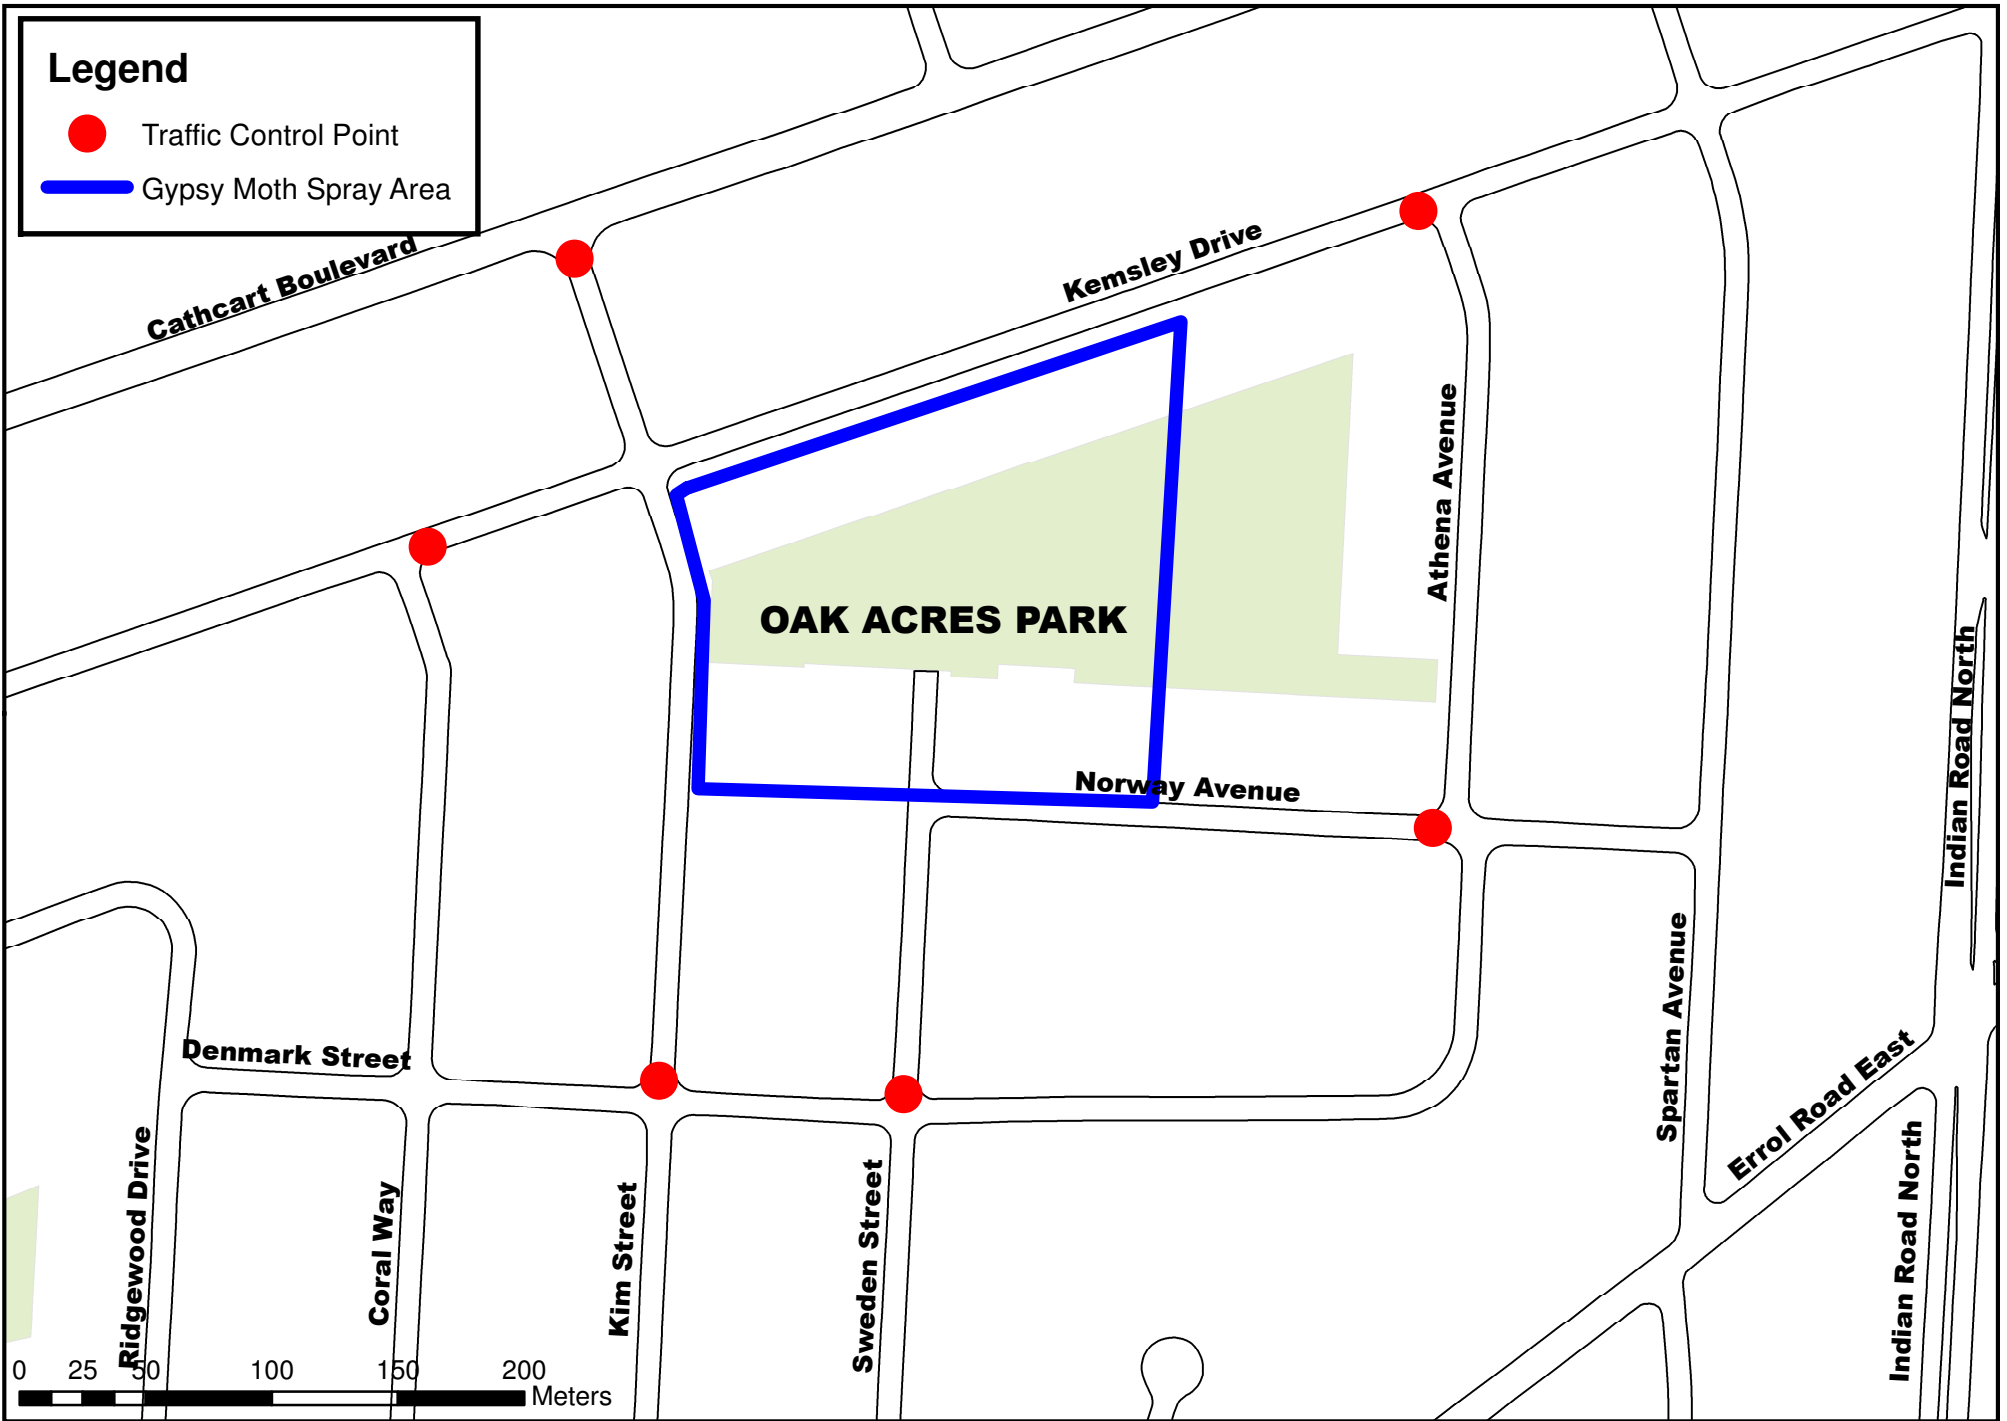 Legend
Traffic Control Point
Gypsy Moth Spray Area
Cathcart Boulevard
Kemsley Drive
Athena Avenue
OAK ACRES PARK
Norway Avenue
Indian Road North
Denmark Street
Spartan Avenue
Errol Road East
Ridgewood Drive
Coral Way
Kim Street
Sweden Street
Indian Road North
0 25 50 100 150 200
Meters